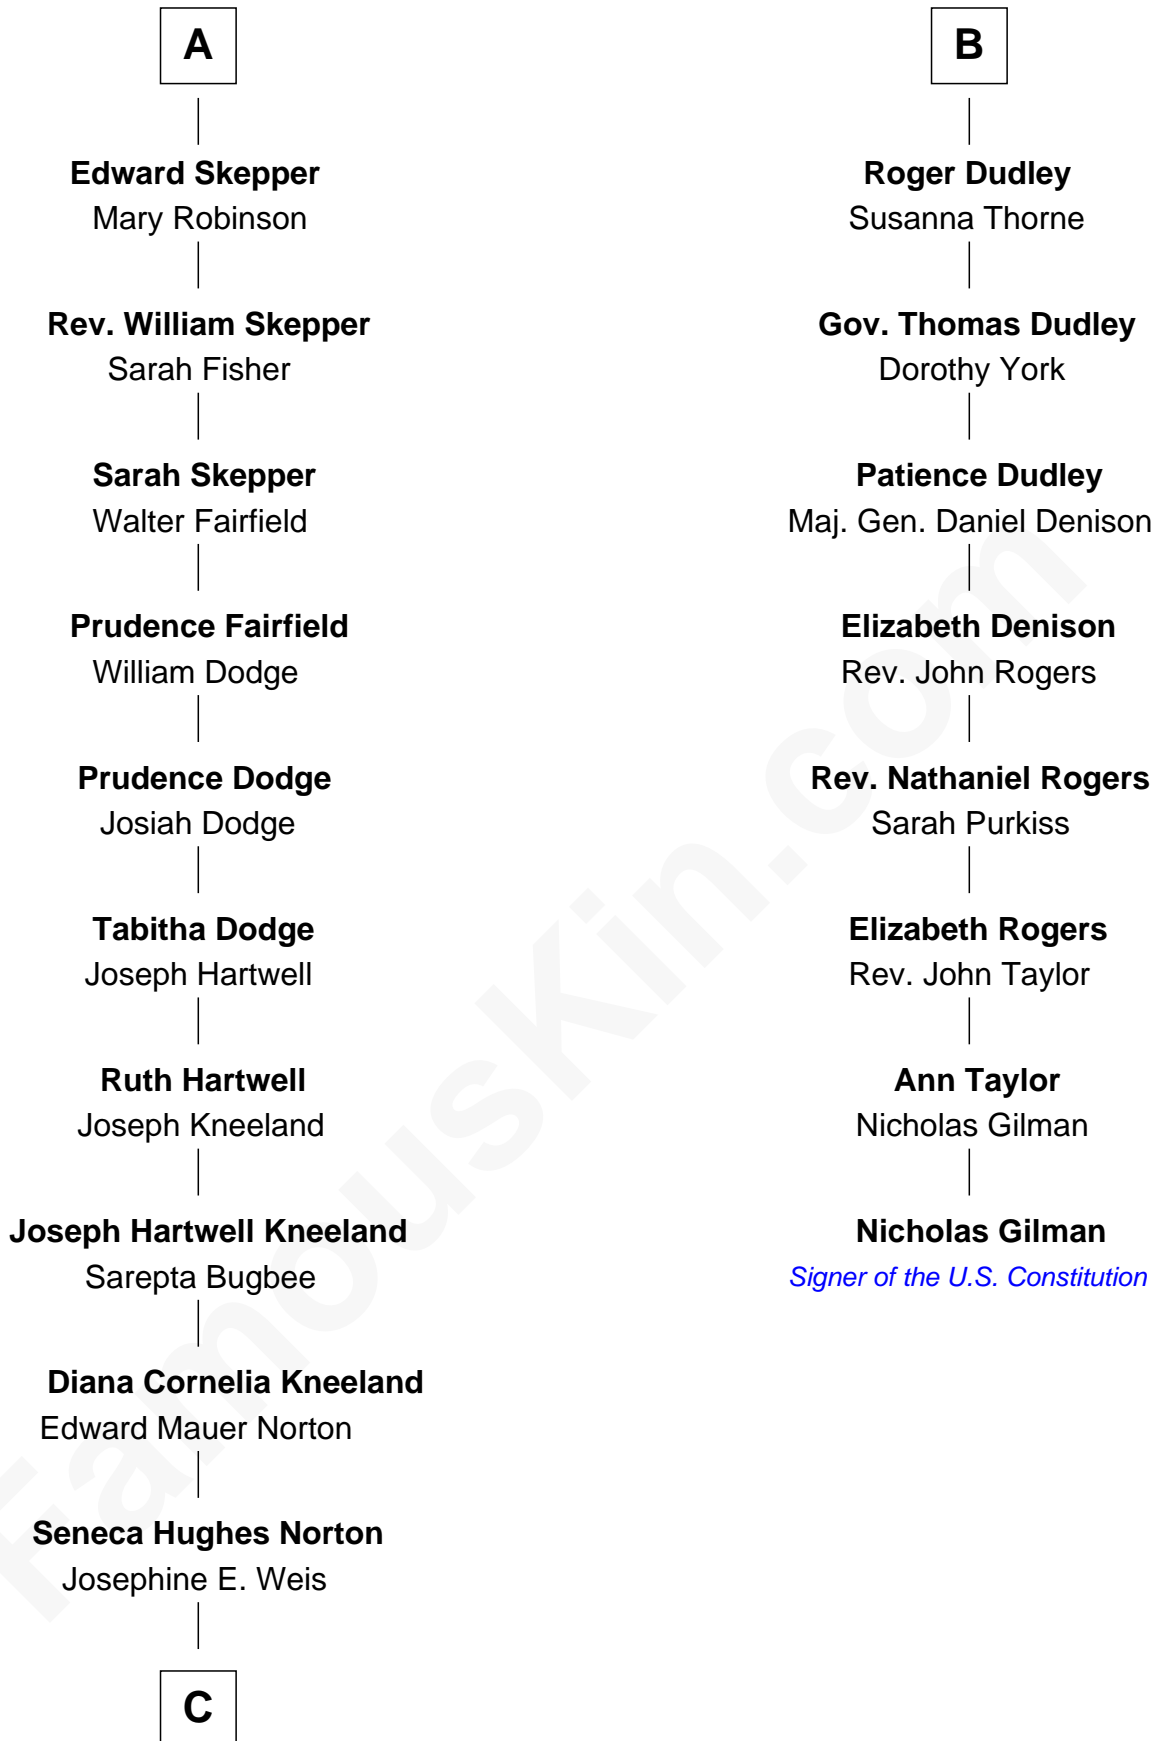 A
Edward Skepper
Mary Robinson
Rev. William Skepper
Sarah Fisher
Sarah Skepper
Walter Fairfield
Prudence Fairfield
William Dodge
Prudence Dodge
Josiah Dodge
Tabitha Dodge
Joseph Hartwell
Ruth Hartwell
Joseph Kneeland
Joseph Hartwell Kneeland
Sarepta Bugbee
Diana Cornelia Kneeland
Edward Mauer Norton
Seneca Hughes Norton
Josephine E. Weis
C
B
Roger Dudley
Susanna Thorne
Gov. Thomas Dudley
Dorothy York
Patience Dudley
Maj. Gen. Daniel Denison
Elizabeth Denison
Rev. John Rogers
Rev. Nathaniel Rogers
Sarah Purkiss
Elizabeth Rogers
Rev. John Taylor
Ann Taylor
Nicholas Gilman
Nicholas Gilman
Signer of the U.S. Constitution
FamousKin.com